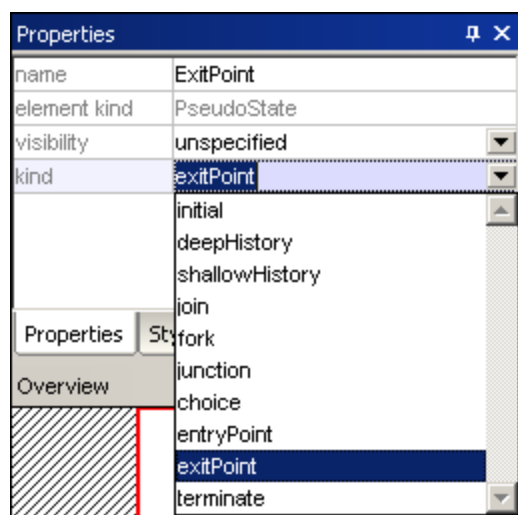 Properties
name ExitPoint
element kind PseudoState
visibility unspecified
kind exitPoint
initial
deepHistory
shallowHistory
join
Properties Sty fork
junction
Overview
choice
entryPoint
exitPoint
terminate